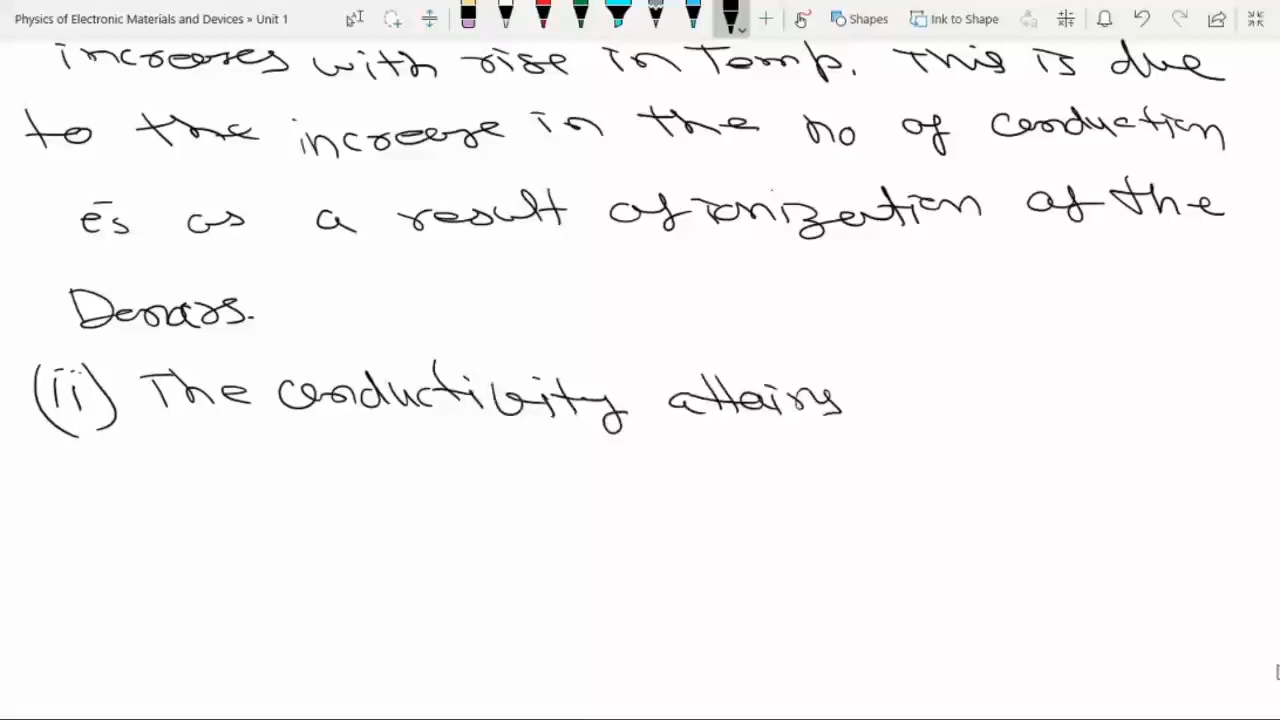 Physics of Electronic Materials and Devices » Unit 1
Shapes
Ink to Shape
increases with rise in Temp. This is due
to the increase in the no of conduction
ēs as a result of ionization of the
Donors.
(ii) The conductivity attains